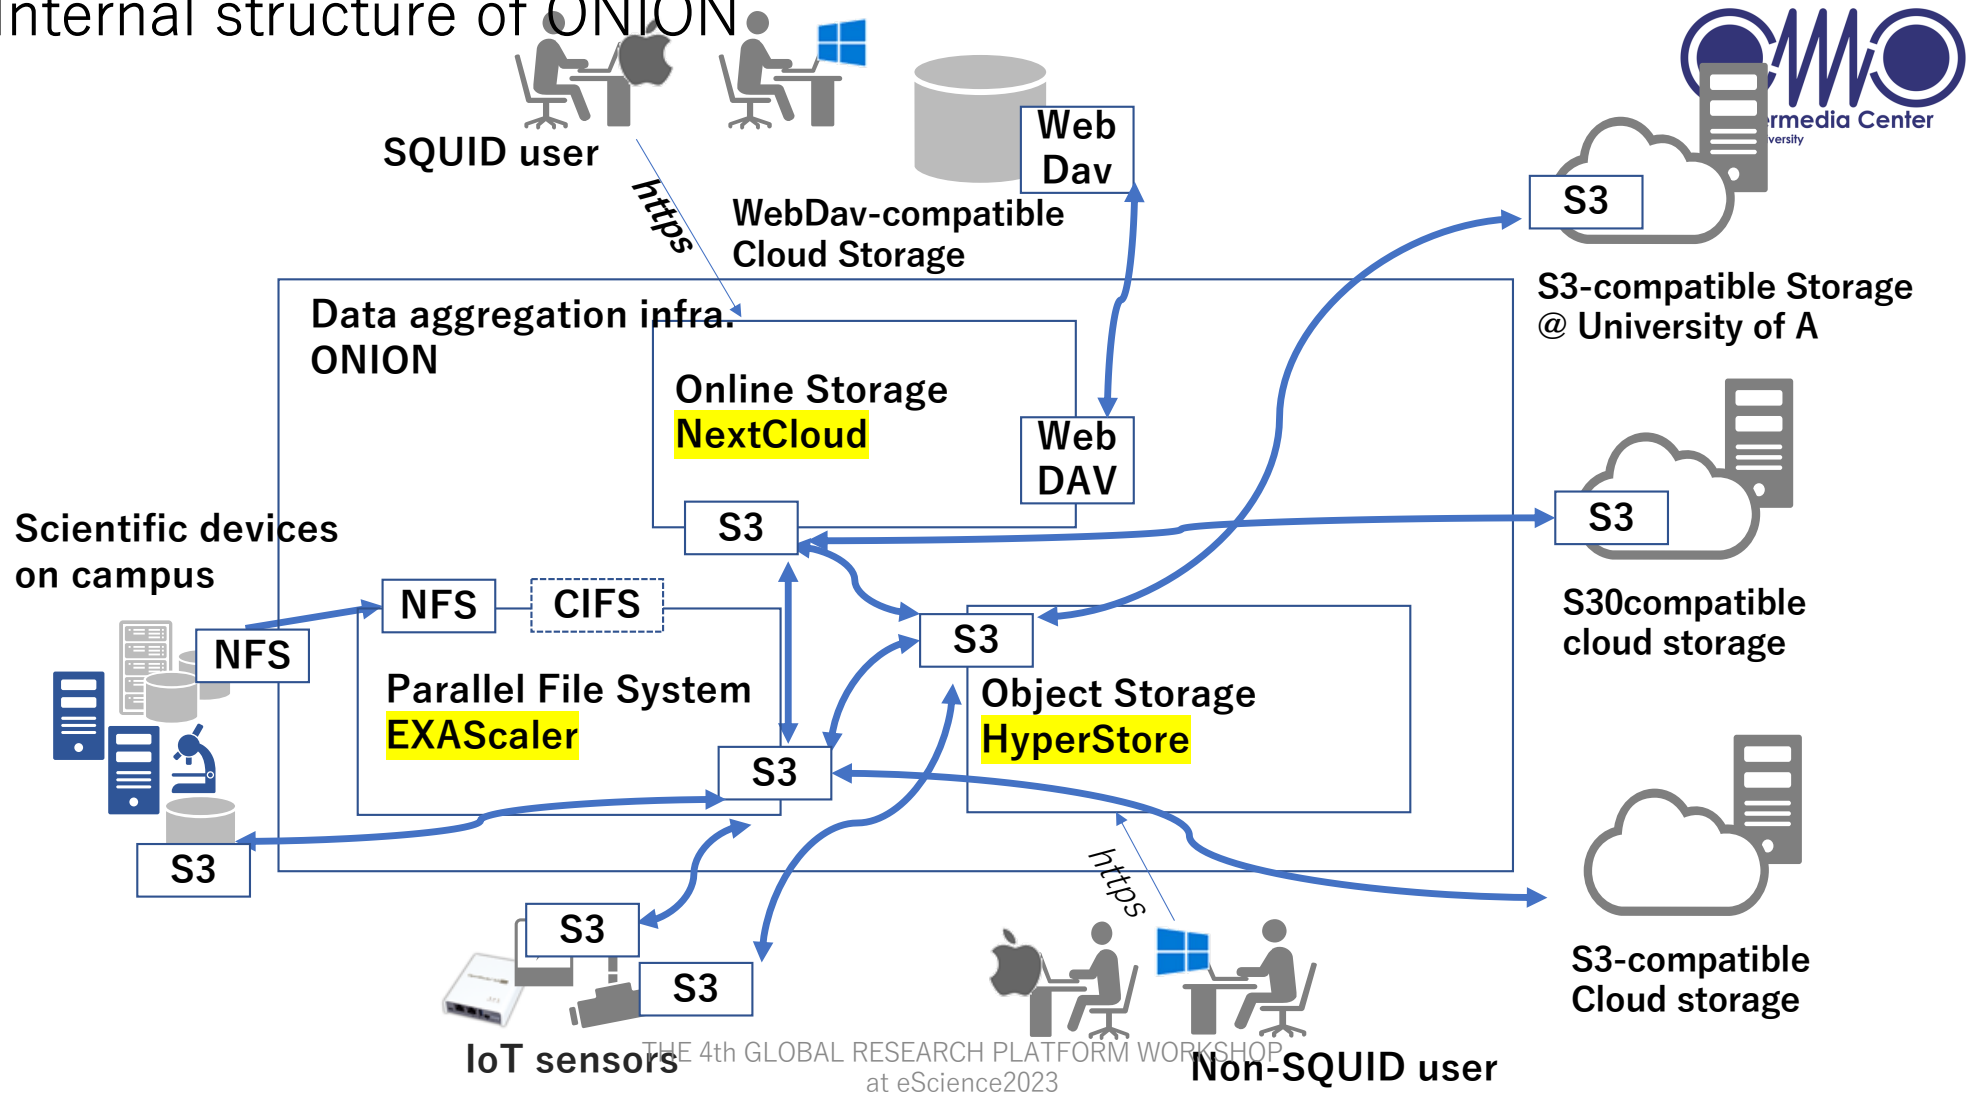 Internal structure of ONION
ermedia Center
versity
SQUID user
https
Web
Dav
WebDav-compatible
Cloud Storage
S3
S3-compatible Storage
@ University of A
Data aggregation infra.
ONION
Online Storage
NextCloud
Web
DAV
S3
S3
S30compatible
cloud storage
Scientific devices
on campus
NFS
NFS
CIFS
Parallel File System
EXAScaler
S3
S3
Object Storage
HyperStore
S3
https
S3
S3
IoT sensors
Non-SQUID user
S3-compatible
Cloud storage
THE 4th GLOBAL RESEARCH PLATFORM WORKSHOP
at eScience2023